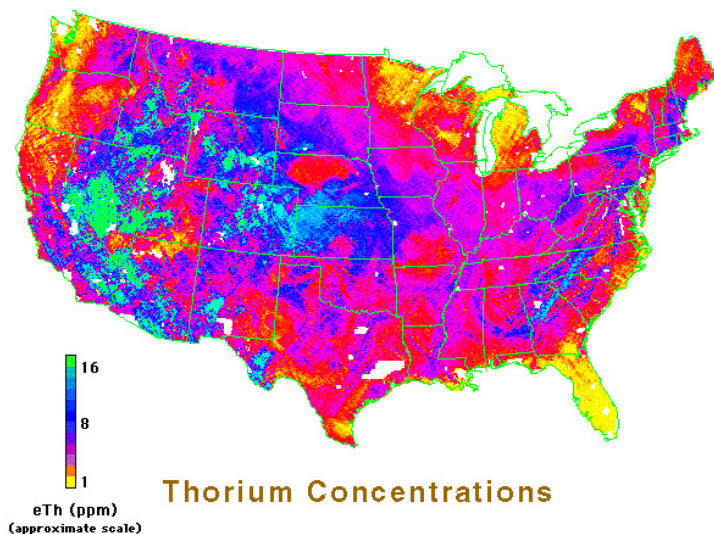 16
8
1
eTh (ppm)
(approximate scale)
Thorium Concentrations